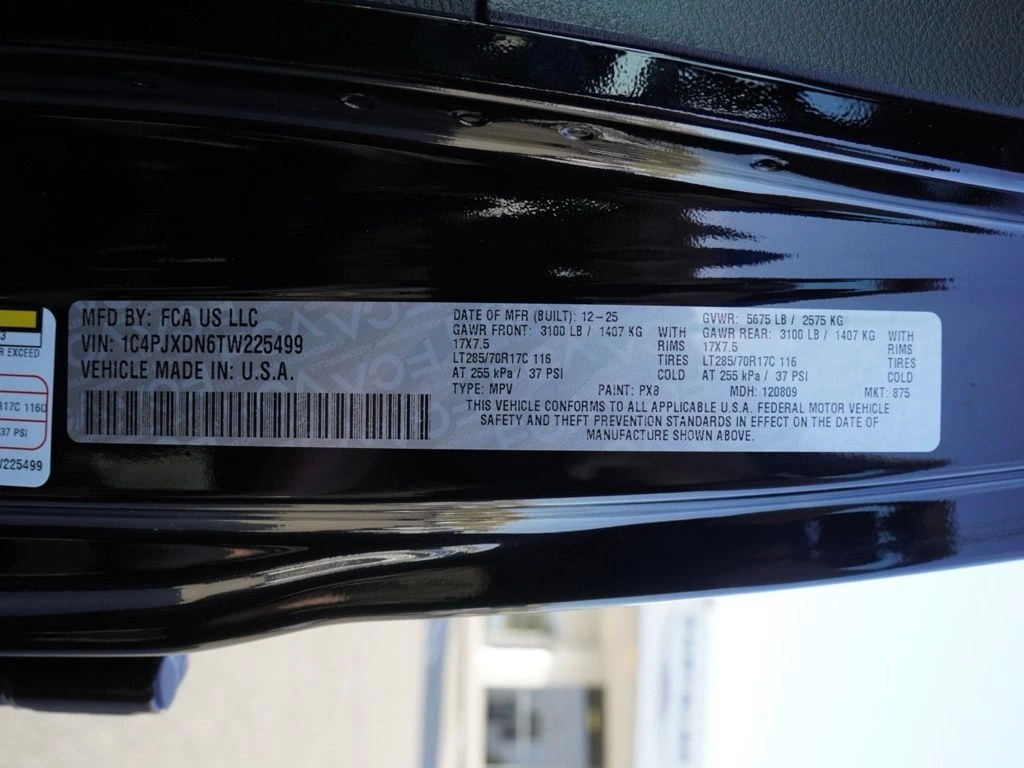 3
R EXCEED
R17C 116C
37 PSI
W225499
MFD BY: FCA US LLC
VIN: 1C4PJXDN6TW225499
VEHICLE MADE IN: U.S.A.
DATE OF MFR (BUILT): 12-25
GAWR FRONT: 3100 LB / 1407 KG WITH
17X7.5 RIMS
LT285/70R17C 116 TIRES
AT 255 kPa / 37 PSI COLD
GVWR: 5675 LB / 2575 KG
GAWR REAR: 3100 LB / 1407 KG WITH
17X7.5 RIMS
LT285/70R17C 116 TIRES
AT 255 kPa / 37 PSI COLD
TYPE: MPV PAINT: PX8 MDH: 120809 MKT: 875
THIS VEHICLE CONFORMS TO ALL APPLICABLE U.S.A. FEDERAL MOTOR VEHICLE
SAFETY AND THEFT PREVENTION STANDARDS IN EFFECT ON THE DATE OF
MANUFACTURE SHOWN ABOVE.